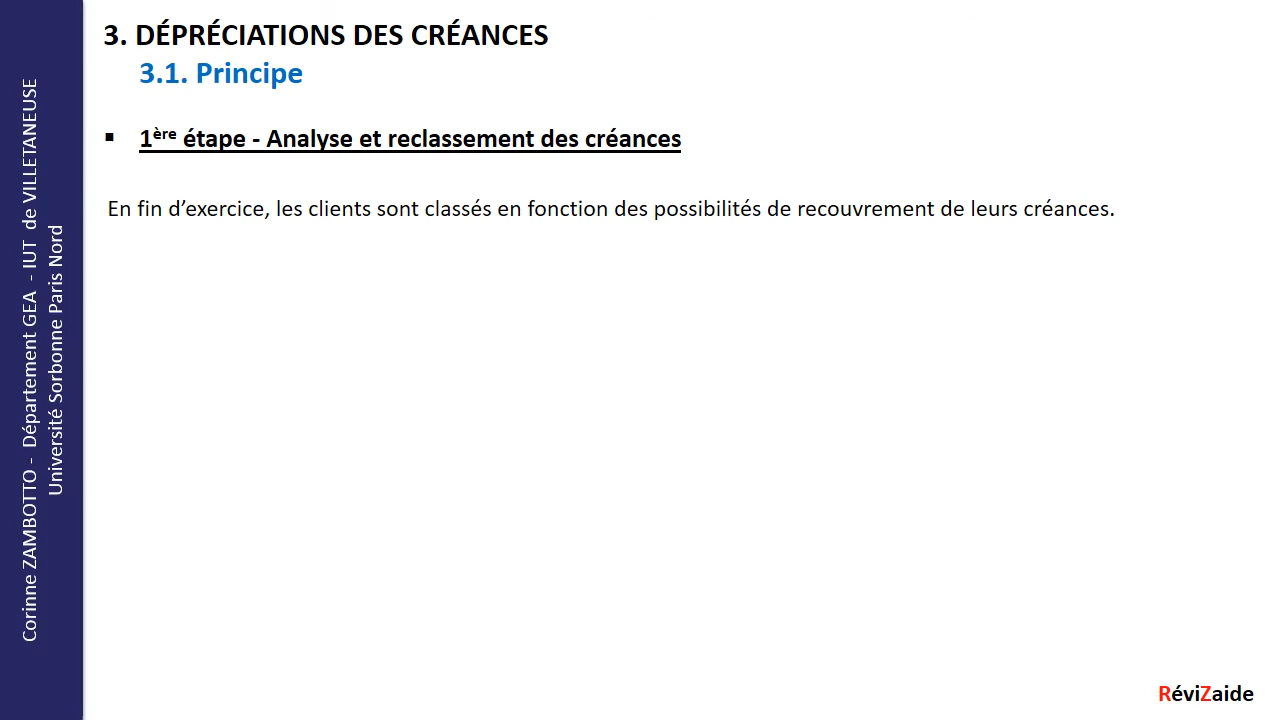 3. DÉPRÉCIATIONS DES CRÉANCES
3.1. Principe
▪ 1ère étape - Analyse et reclassement des créances
En fin d’exercice, les clients sont classés en fonction des possibilités de recouvrement de leurs créances.
Corinne ZAMBOTTO - Département GEA - IUT de VILLETANEUSE
Université Sorbonne Paris Nord
RéviZaide